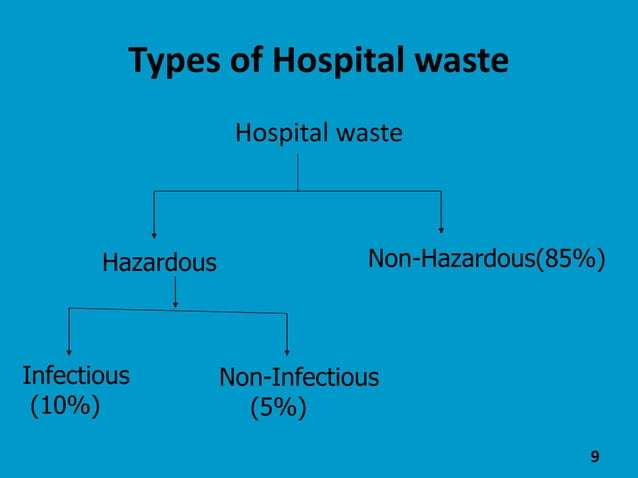 Types of Hospital waste
Hospital waste
Hazardous
Non-Hazardous(85%)
Infectious
(10%)
Non-Infectious
(5%)
9